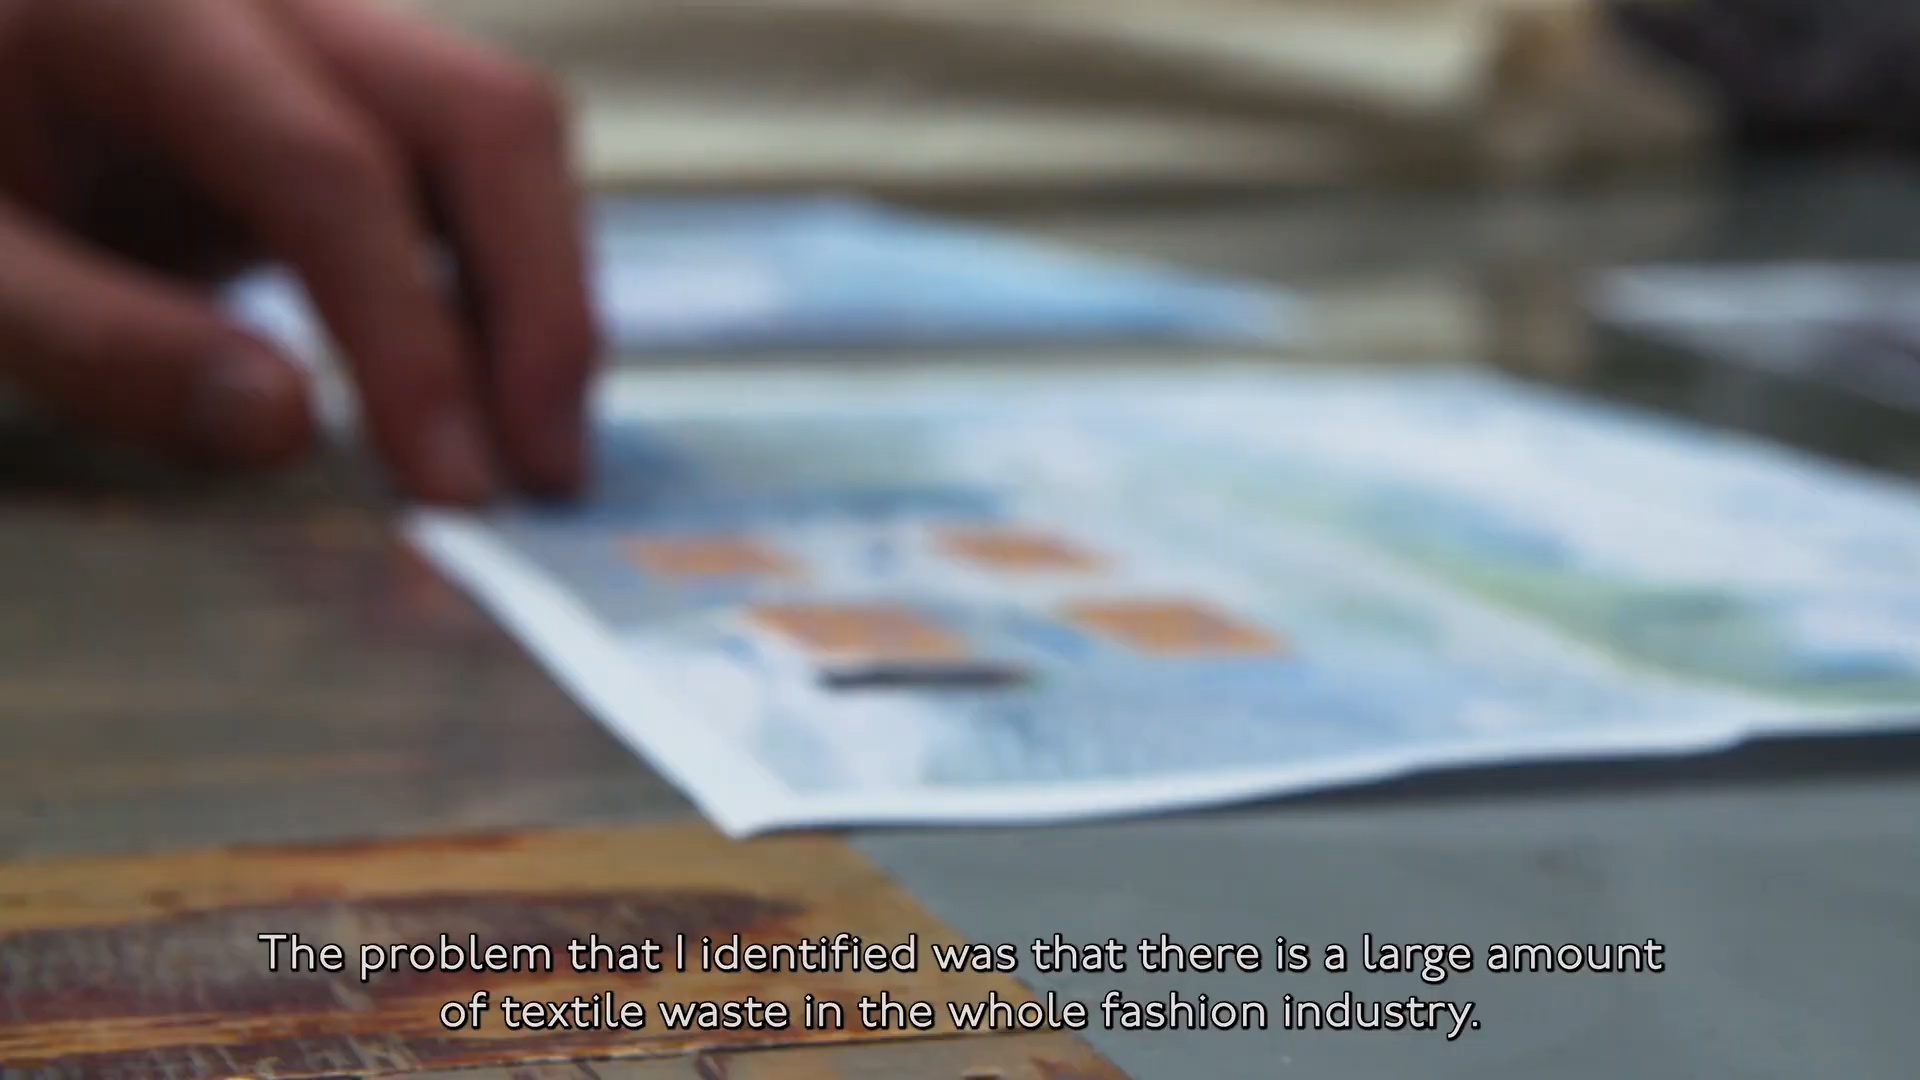 The problem that I identified was that there is a large amount
of textile waste in the whole fashion industry.